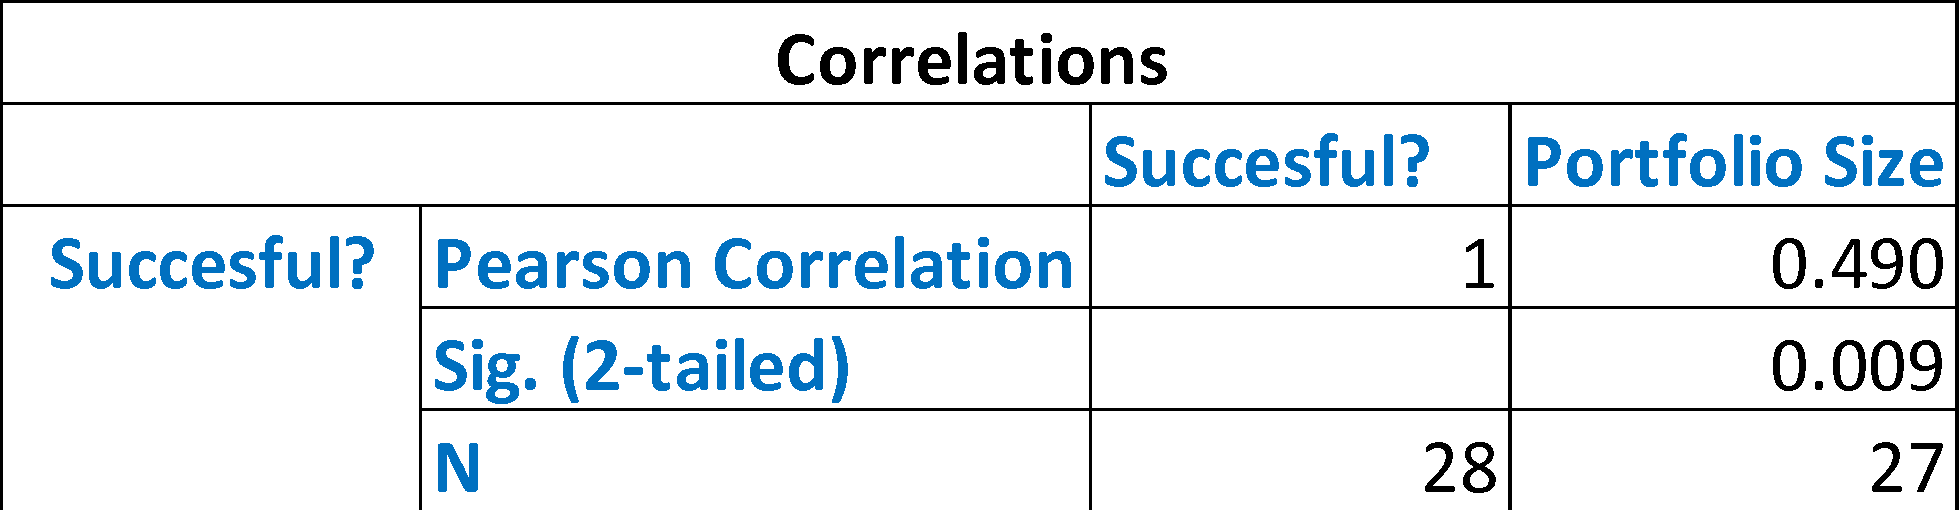 Correlations
Succesful? Portfolio Size
Succesful? Pearson Correlation 1 0.490
Sig. (2-tailed) 0.009
N 28 27